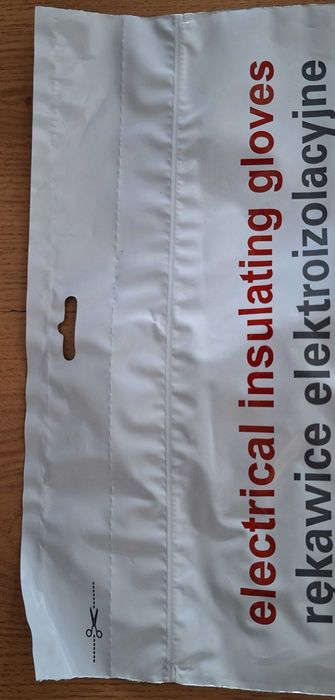 electrical insulating gloves
rękawice elektroizolacyjne